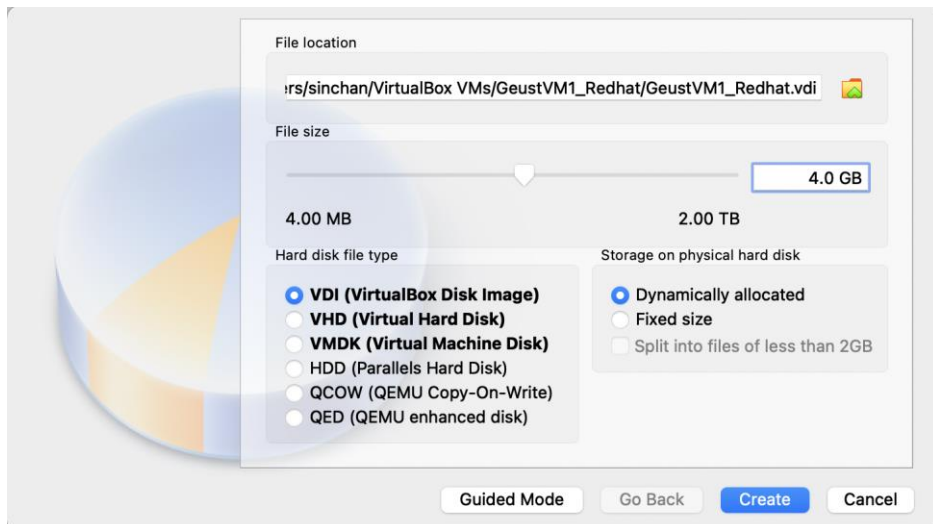 File location
ers/sinchan/VirtualBox VMs/GeustVM1_Redhat/GeustVM1_Redhat.vdi
File size
4.0 GB
4.00 MB
2.00 TB
Hard disk file type
VDI (VirtualBox Disk Image)
VHD (Virtual Hard Disk)
VMDK (Virtual Machine Disk)
HDD (Parallels Hard Disk)
QCOW (QEMU Copy-On-Write)
QED (QEMU enhanced disk)
Storage on physical hard disk
Dynamically allocated
Fixed size
Split into files of less than 2GB
Guided Mode
Go Back
Create
Cancel